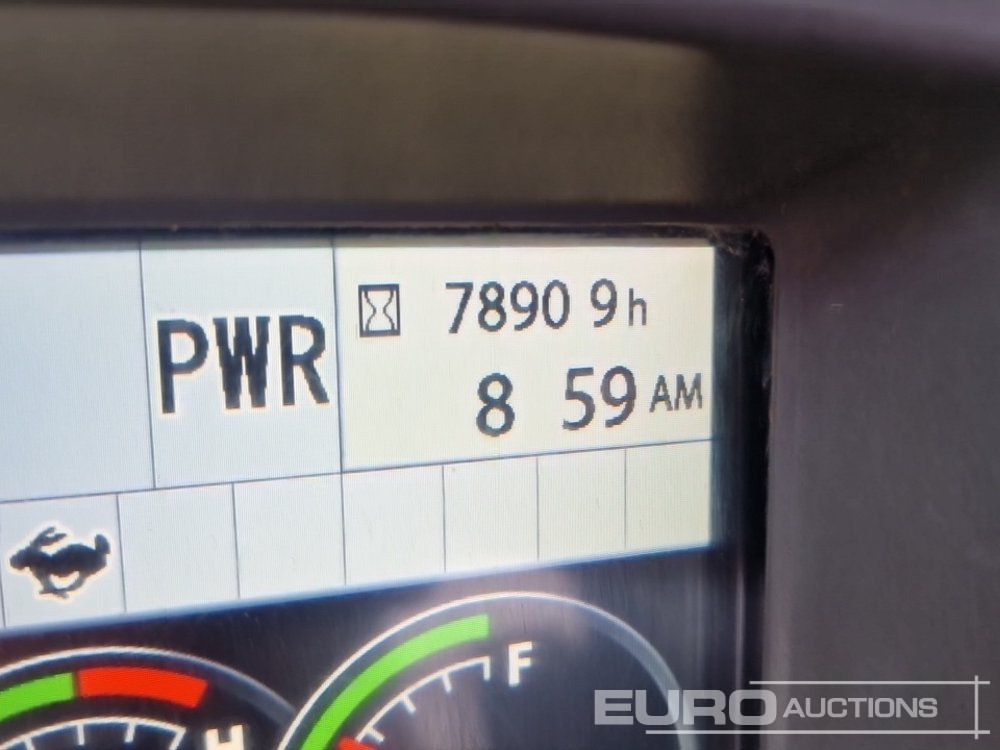 PWR
7890 9h
8 59 AM
F
H
EURO AUCTIONS